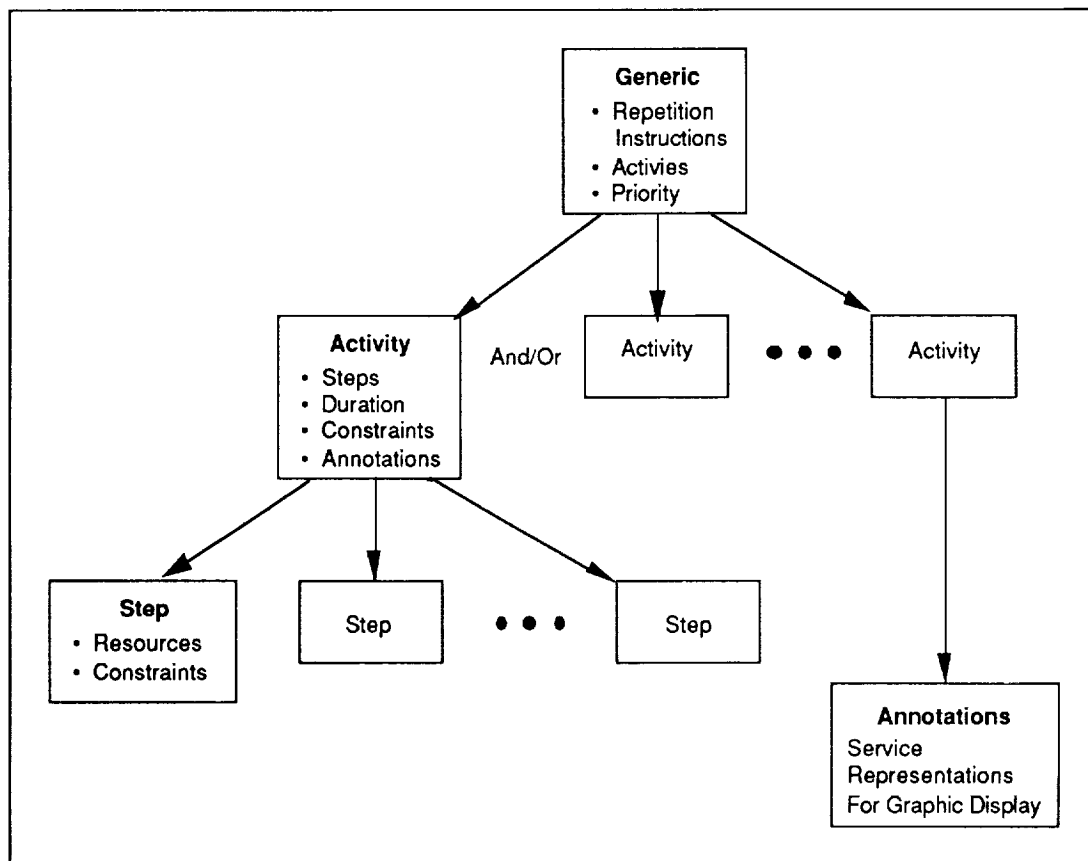 Generic
• Repetition
Instructions
• Activies
• Priority
Activity
• Steps
• Duration
• Constraints
• Annotations
And/Or
Activity
Activity
Step
• Resources
• Constraints
Step
Step
Annotations
Service
Representations
For Graphic Display